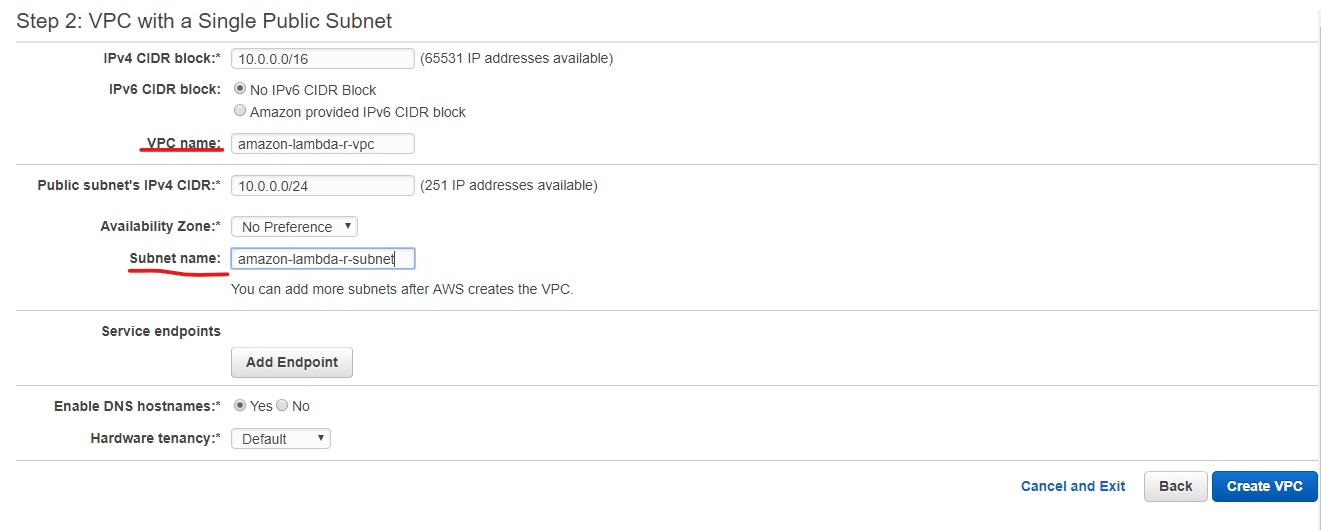 Step 2: VPC with a Single Public Subnet
IPv4 CIDR block:* 10.0.0.0/16 (65531 IP addresses available)
IPv6 CIDR block: No IPv6 CIDR Block
Amazon provided IPv6 CIDR block
VPC name: amazon-lambda-r-vpc
Public subnet's IPv4 CIDR:* 10.0.0.0/24 (251 IP addresses available)
Availability Zone:* No Preference
Subnet name: amazon-lambda-r-subnet
You can add more subnets after AWS creates the VPC.
Service endpoints
Add Endpoint
Enable DNS hostnames:* Yes No
Hardware tenancy:* Default
Cancel and Exit Back Create VPC